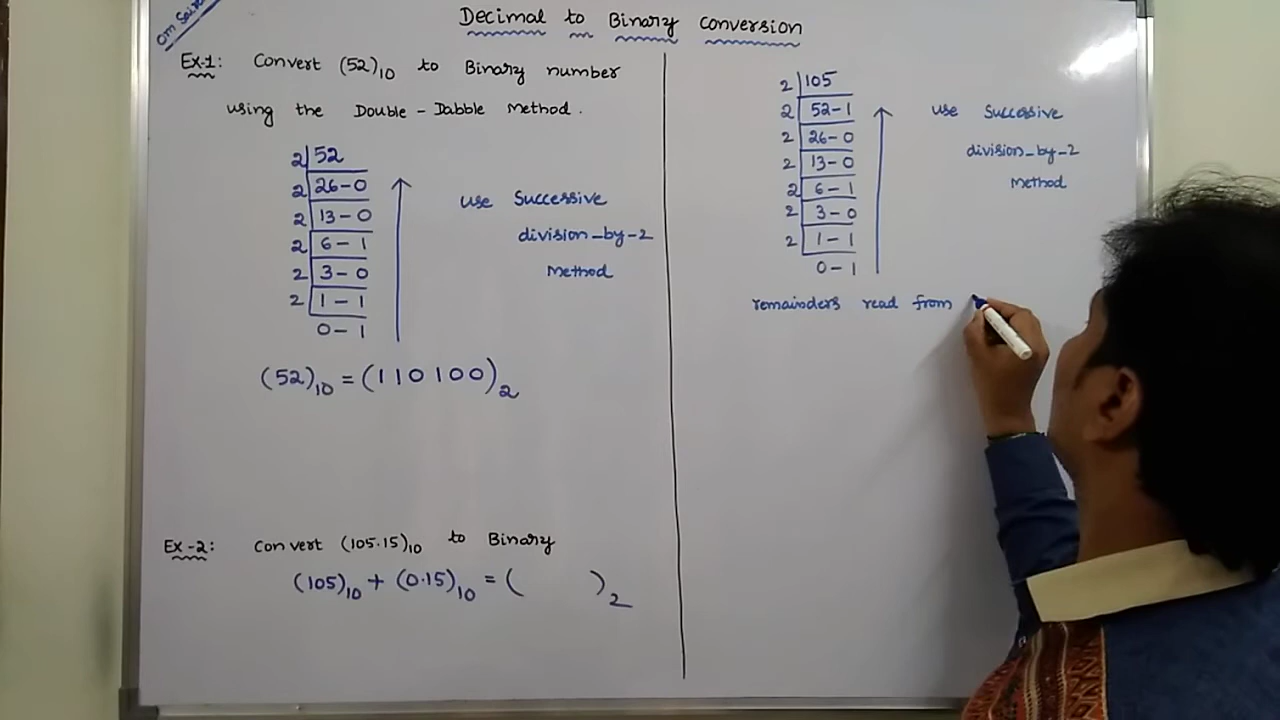 Om Sai
Decimal to Binary conversion
Ex-1: Convert (52)10 to Binary number
using the Double-Dabble Method.
2 | 52
2 | 26-0
2 | 13-0
2 | 6-1
2 | 3-0
2 | 1-1
0-1
use Successive
division-by-2
Method
(52)10 = (110100)2
Ex-2: Convert (105.15)10 to Binary
(105)10 + (0.15)10 = ( )2
2 | 105
2 | 52-1
2 | 26-0
2 | 13-0
2 | 6-1
2 | 3-0
2 | 1-1
0-1
use Successive
division-by-2
Method
remainders read from